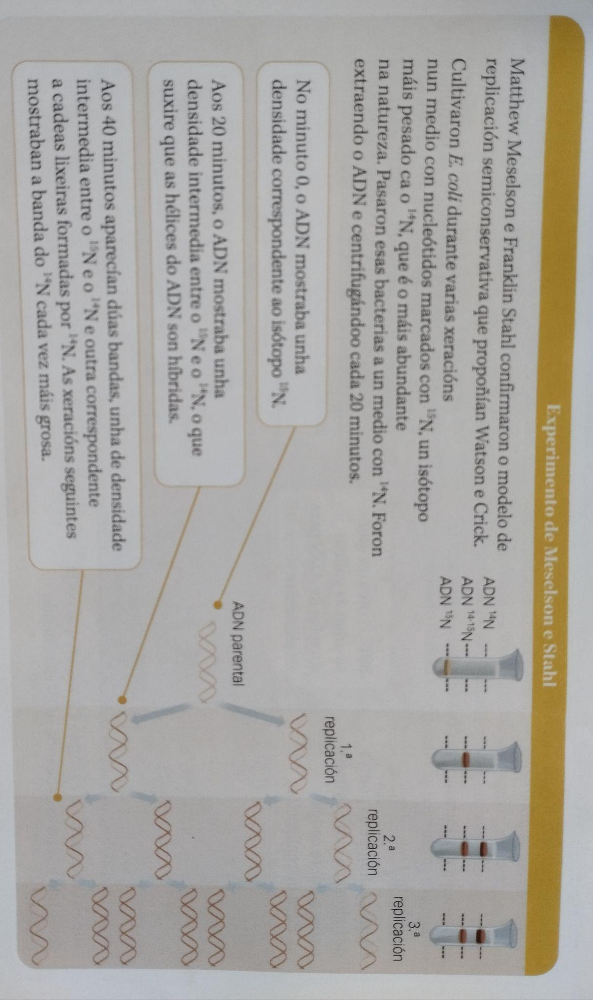 Experimento de Meselson e Stahl
Matthew Meselson e Franklin Stahl confirmaron o modelo de
replicación semiconservativa que propoñían Watson e Crick.
Cultivaron E. coli durante varias xeracións
nun medio con nucleótidos marcados con ¹⁵N, un isótopo
máis pesado ca o ¹⁴N, que é o máis abundante
na natureza. Pasaron esas bacterias a un medio con ¹⁴N. Foron
extraendo o ADN e centrifugándoo cada 20 minutos.
No minuto 0, o ADN mostraba unha
densidade correspondente ao isótopo ¹⁵N.
Aos 20 minutos, o ADN mostraba unha
densidade intermedia entre o ¹⁵N e o ¹⁴N, o que
suxire que as hélices do ADN son híbridas.
Aos 40 minutos aparecían dúas bandas, unha de densidade
intermedia entre o ¹⁵N e o ¹⁴N e outra correspondente
a cadeas lixeiras formadas por ¹⁴N. As xeracións seguintes
mostraban a banda do ¹⁴N cada vez máis grosa.
ADN ¹⁴N
ADN ¹⁴⁻¹⁵N
ADN ¹⁵N
ADN parental
1.ª
replicación
2.ª
replicación
3.ª
replicación